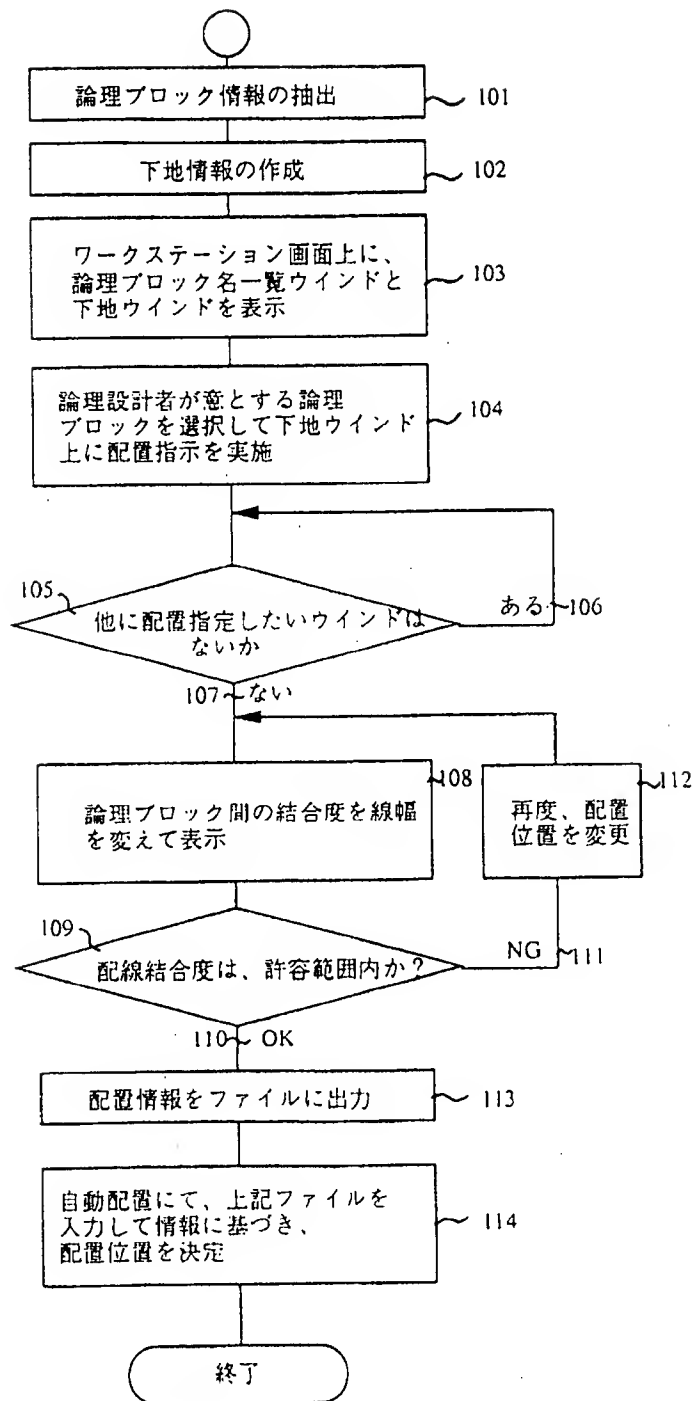 論理ブロック情報の抽出
101
下地情報の作成
102
ワークステーション画面上に、
論理ブロック名一覧ウインドと
下地ウインドを表示
103
論理設計者が意とする論理
ブロックを選択して下地ウインド
上に配置指示を実施
104
105
他に配置指定したいウインドは
ないか
ある
106
107
ない
論理ブロック間の結合度を線幅
を変えて表示
108
再度、配置
位置を変更
112
109
配線結合度は、許容範囲内か?
NG
111
110
OK
配置情報をファイルに出力
113
自動配置にて、上記ファイルを
入力して情報に基づき、
配置位置を決定
114
終了